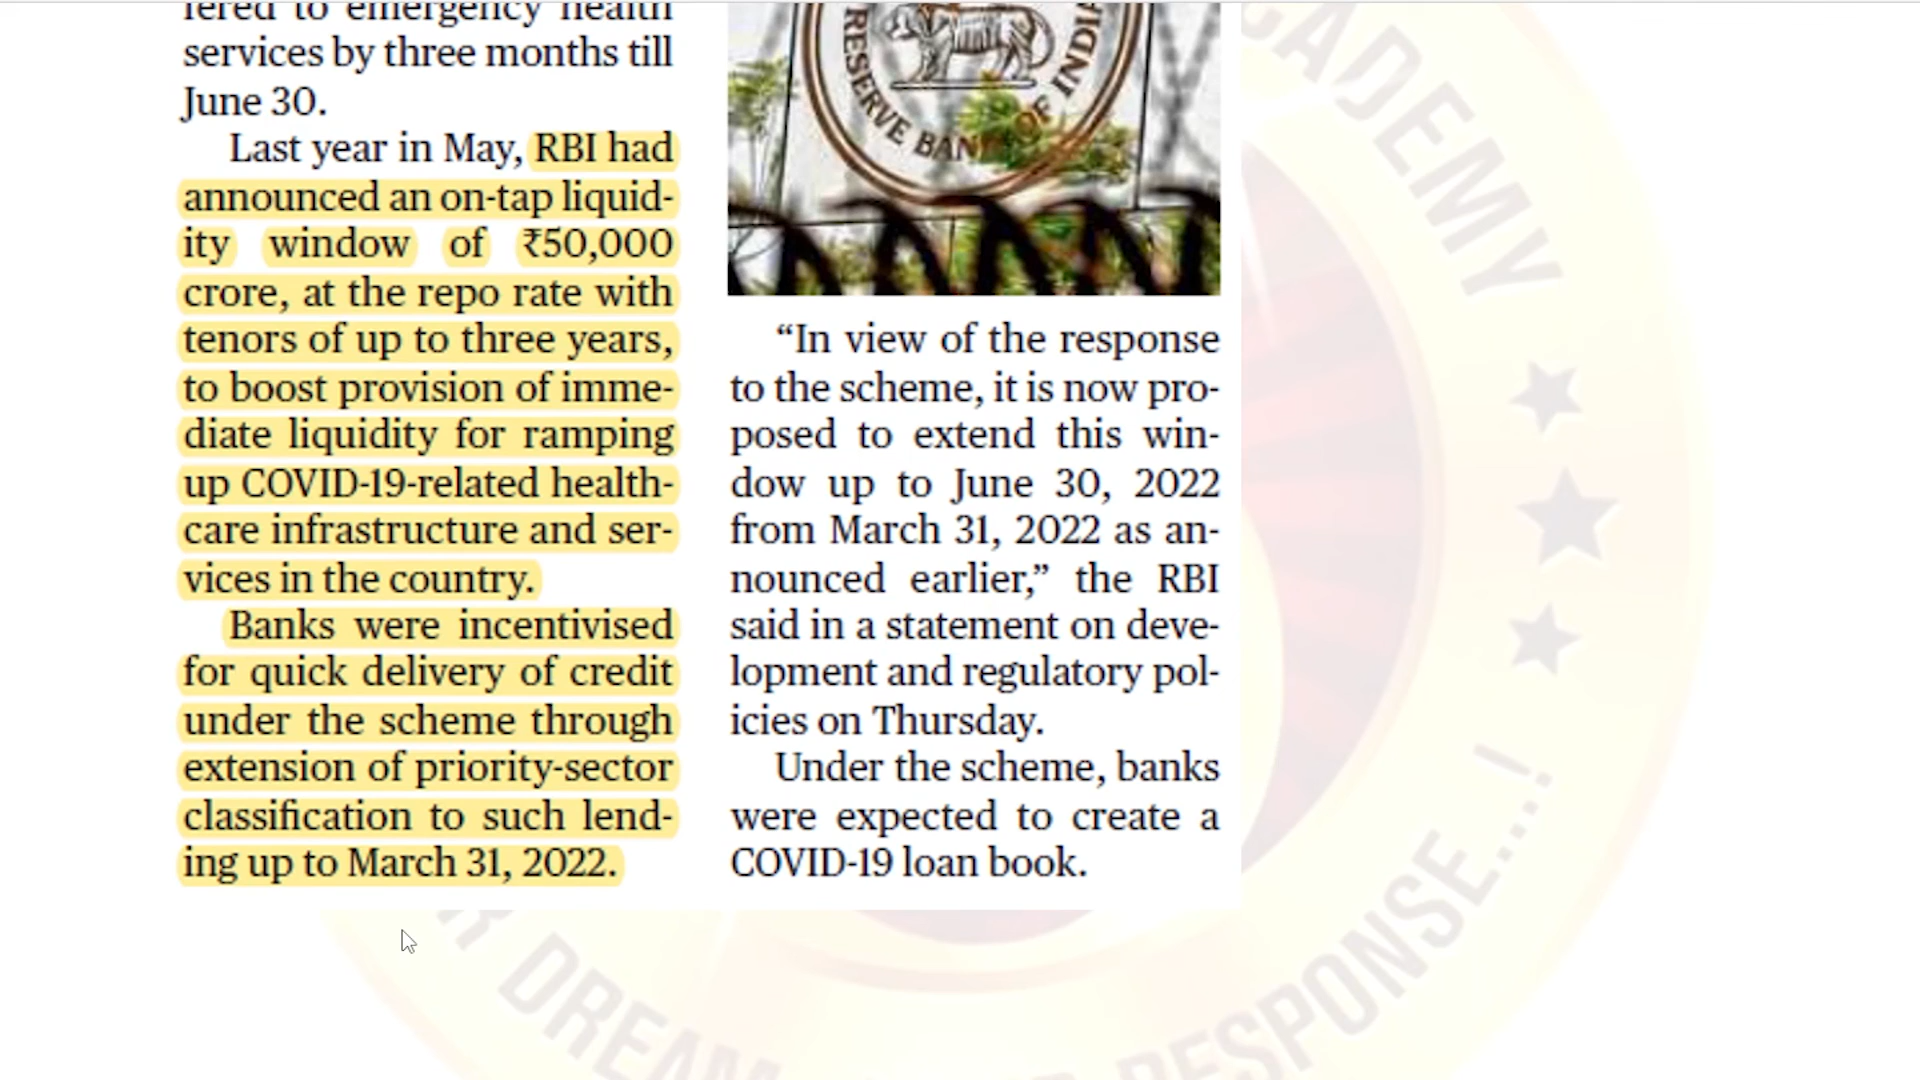 fered to emergency health
services by three months till
June 30.
Last year in May, RBI had
announced an on-tap liquid-
ity window of ₹50,000
crore, at the repo rate with
tenors of up to three years,
to boost provision of imme-
diate liquidity for ramping
up COVID-19-related health-
care infrastructure and ser-
vices in the country.
Banks were incentivised
for quick delivery of credit
under the scheme through
extension of priority-sector
classification to such lend-
ing up to March 31, 2022.
RESERVE BANK OF INDIA
“In view of the response
to the scheme, it is now pro-
posed to extend this win-
dow up to June 30, 2022
from March 31, 2022 as an-
nounced earlier,” the RBI
said in a statement on deve-
lopment and regulatory pol-
icies on Thursday.
Under the scheme, banks
were expected to create a
COVID-19 loan book.
CADEMY
DREAM
RESPONSE...!